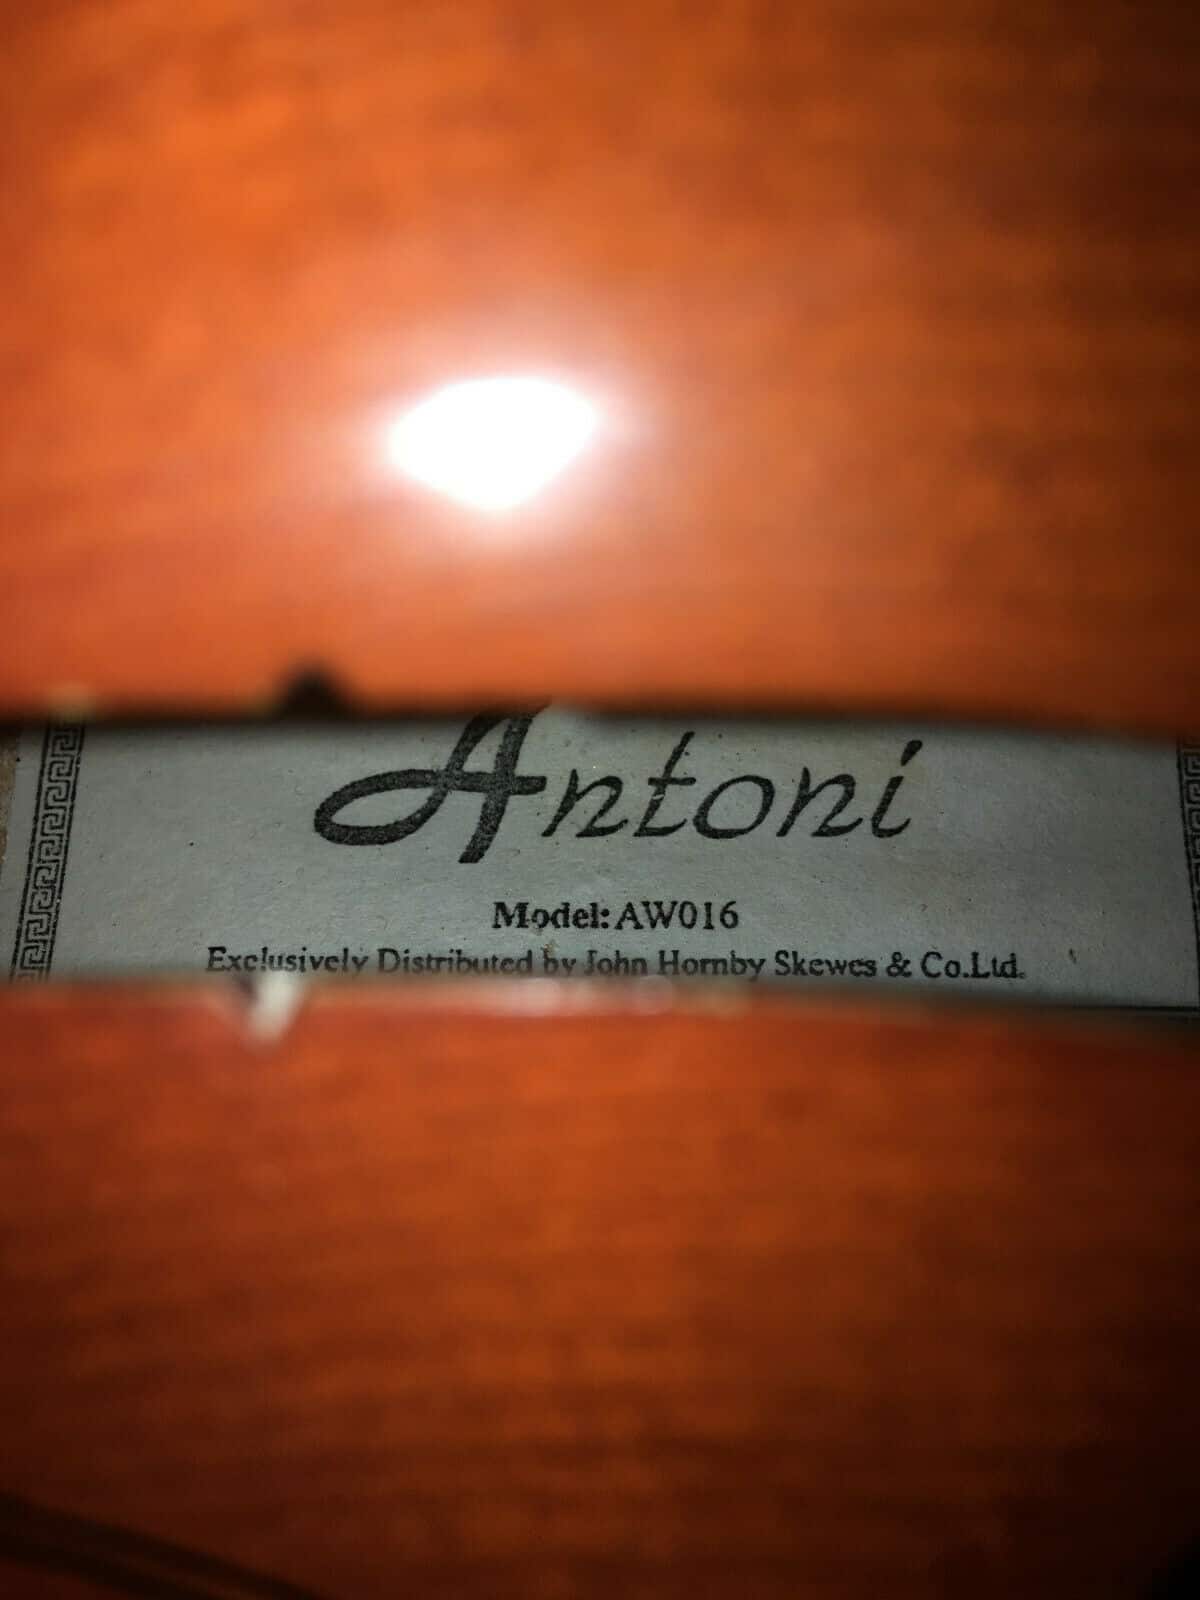 Antoni
Model: AW016
Exclusively Distributed by John Hornby Skewes & Co.Ltd.